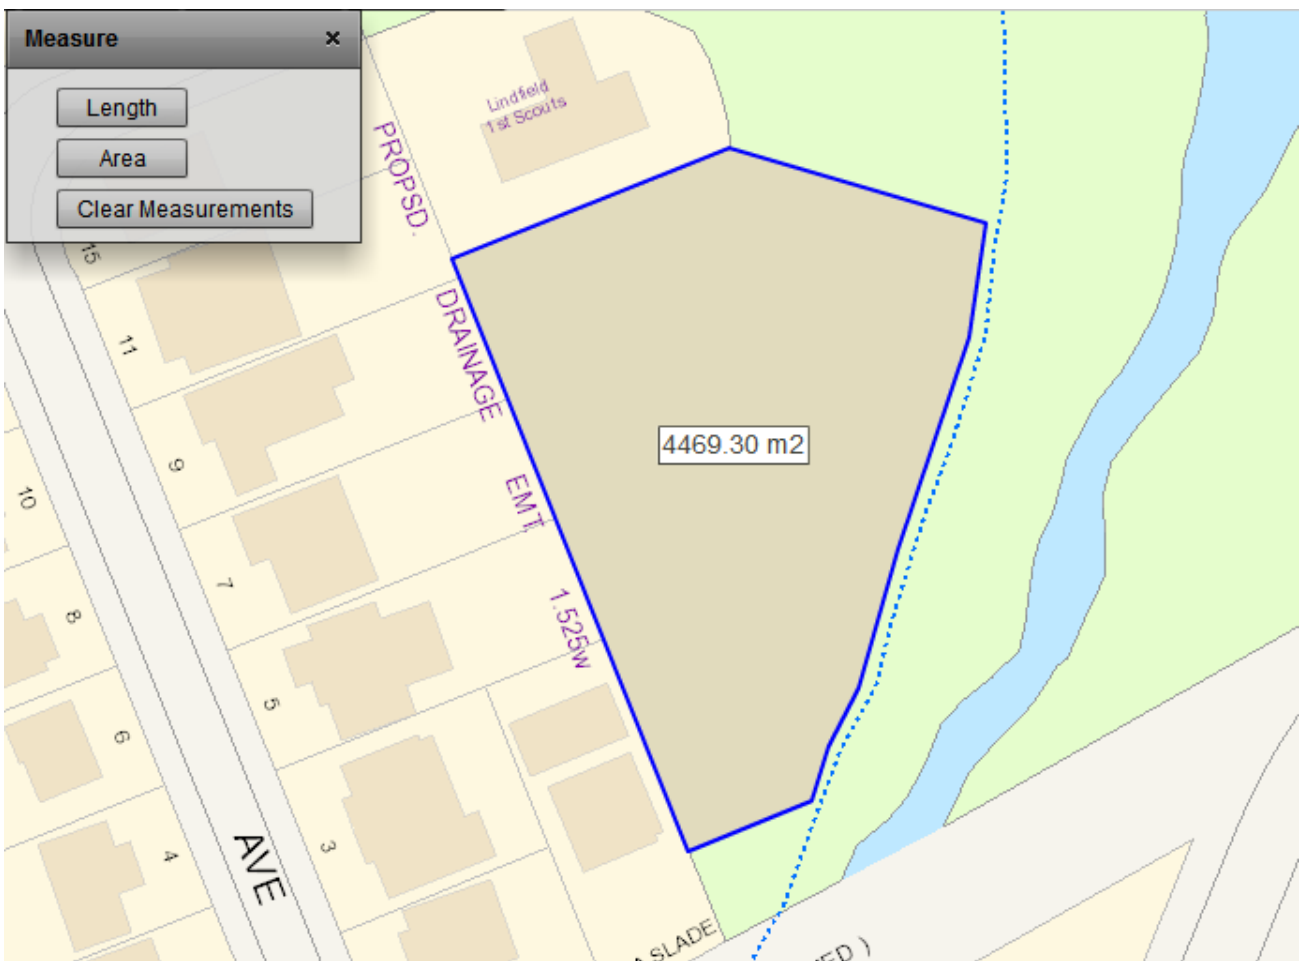 Measure ×
Length
Area
Clear Measurements
Lindfield
1st Scouts
PROPSD.
DRAINAGE
EMT.
1.525w
4469.30 m2
15
11
9
7
5
3
10
8
6
4
AVE
SLADE